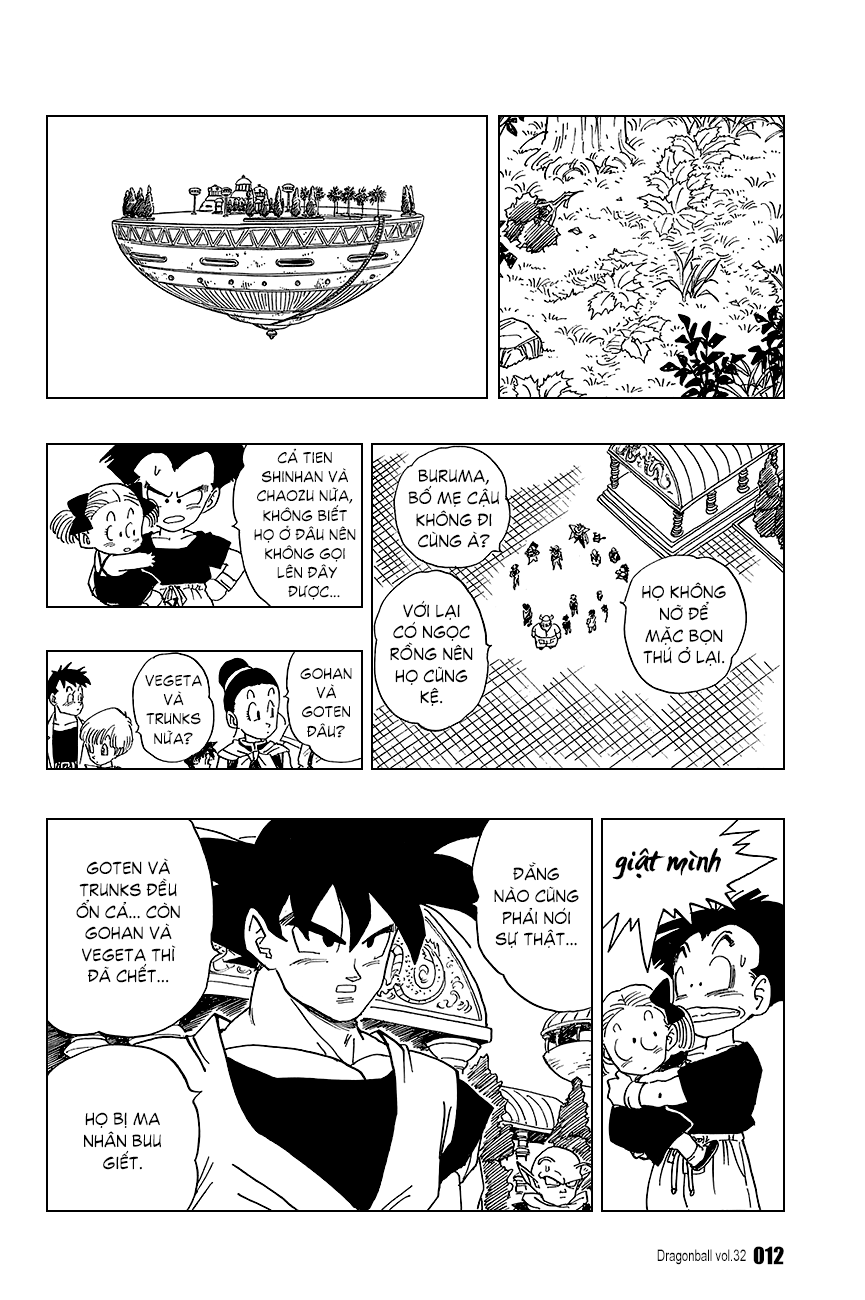 BURUMA,
BỐ MẸ CẬU
KHÔNG ĐI
CÙNG À?
HỌ KHÔNG
NỠ ĐỂ
MẶC BỌN
THÚ Ở LẠI.
VỚI LẠI
CÓ NGỌC
RỒNG NÊN
HỌ CŨNG
KỆ.
CẢ TIEN
SHINHAN VÀ
CHAOZU NỮA,
KHÔNG BIẾT
HỌ Ở ĐÂU NÊN
KHÔNG GỌI
LÊN ĐÂY
ĐƯỢC...
GOHAN
VÀ
GOTEN
ĐÂU?
VEGETA
VÀ
TRUNKS
NỮA?
giật mình
ĐẰNG
NÀO CŨNG
PHẢI NÓI
SỰ THẬT...
GOTEN VÀ
TRUNKS ĐỀU
ỔN CẢ... CÒN
GOHAN VÀ
VEGETA THÌ
ĐÃ CHẾT...
HỌ BỊ MA
NHÂN BUU
GIẾT.
Dragonball vol.32 012